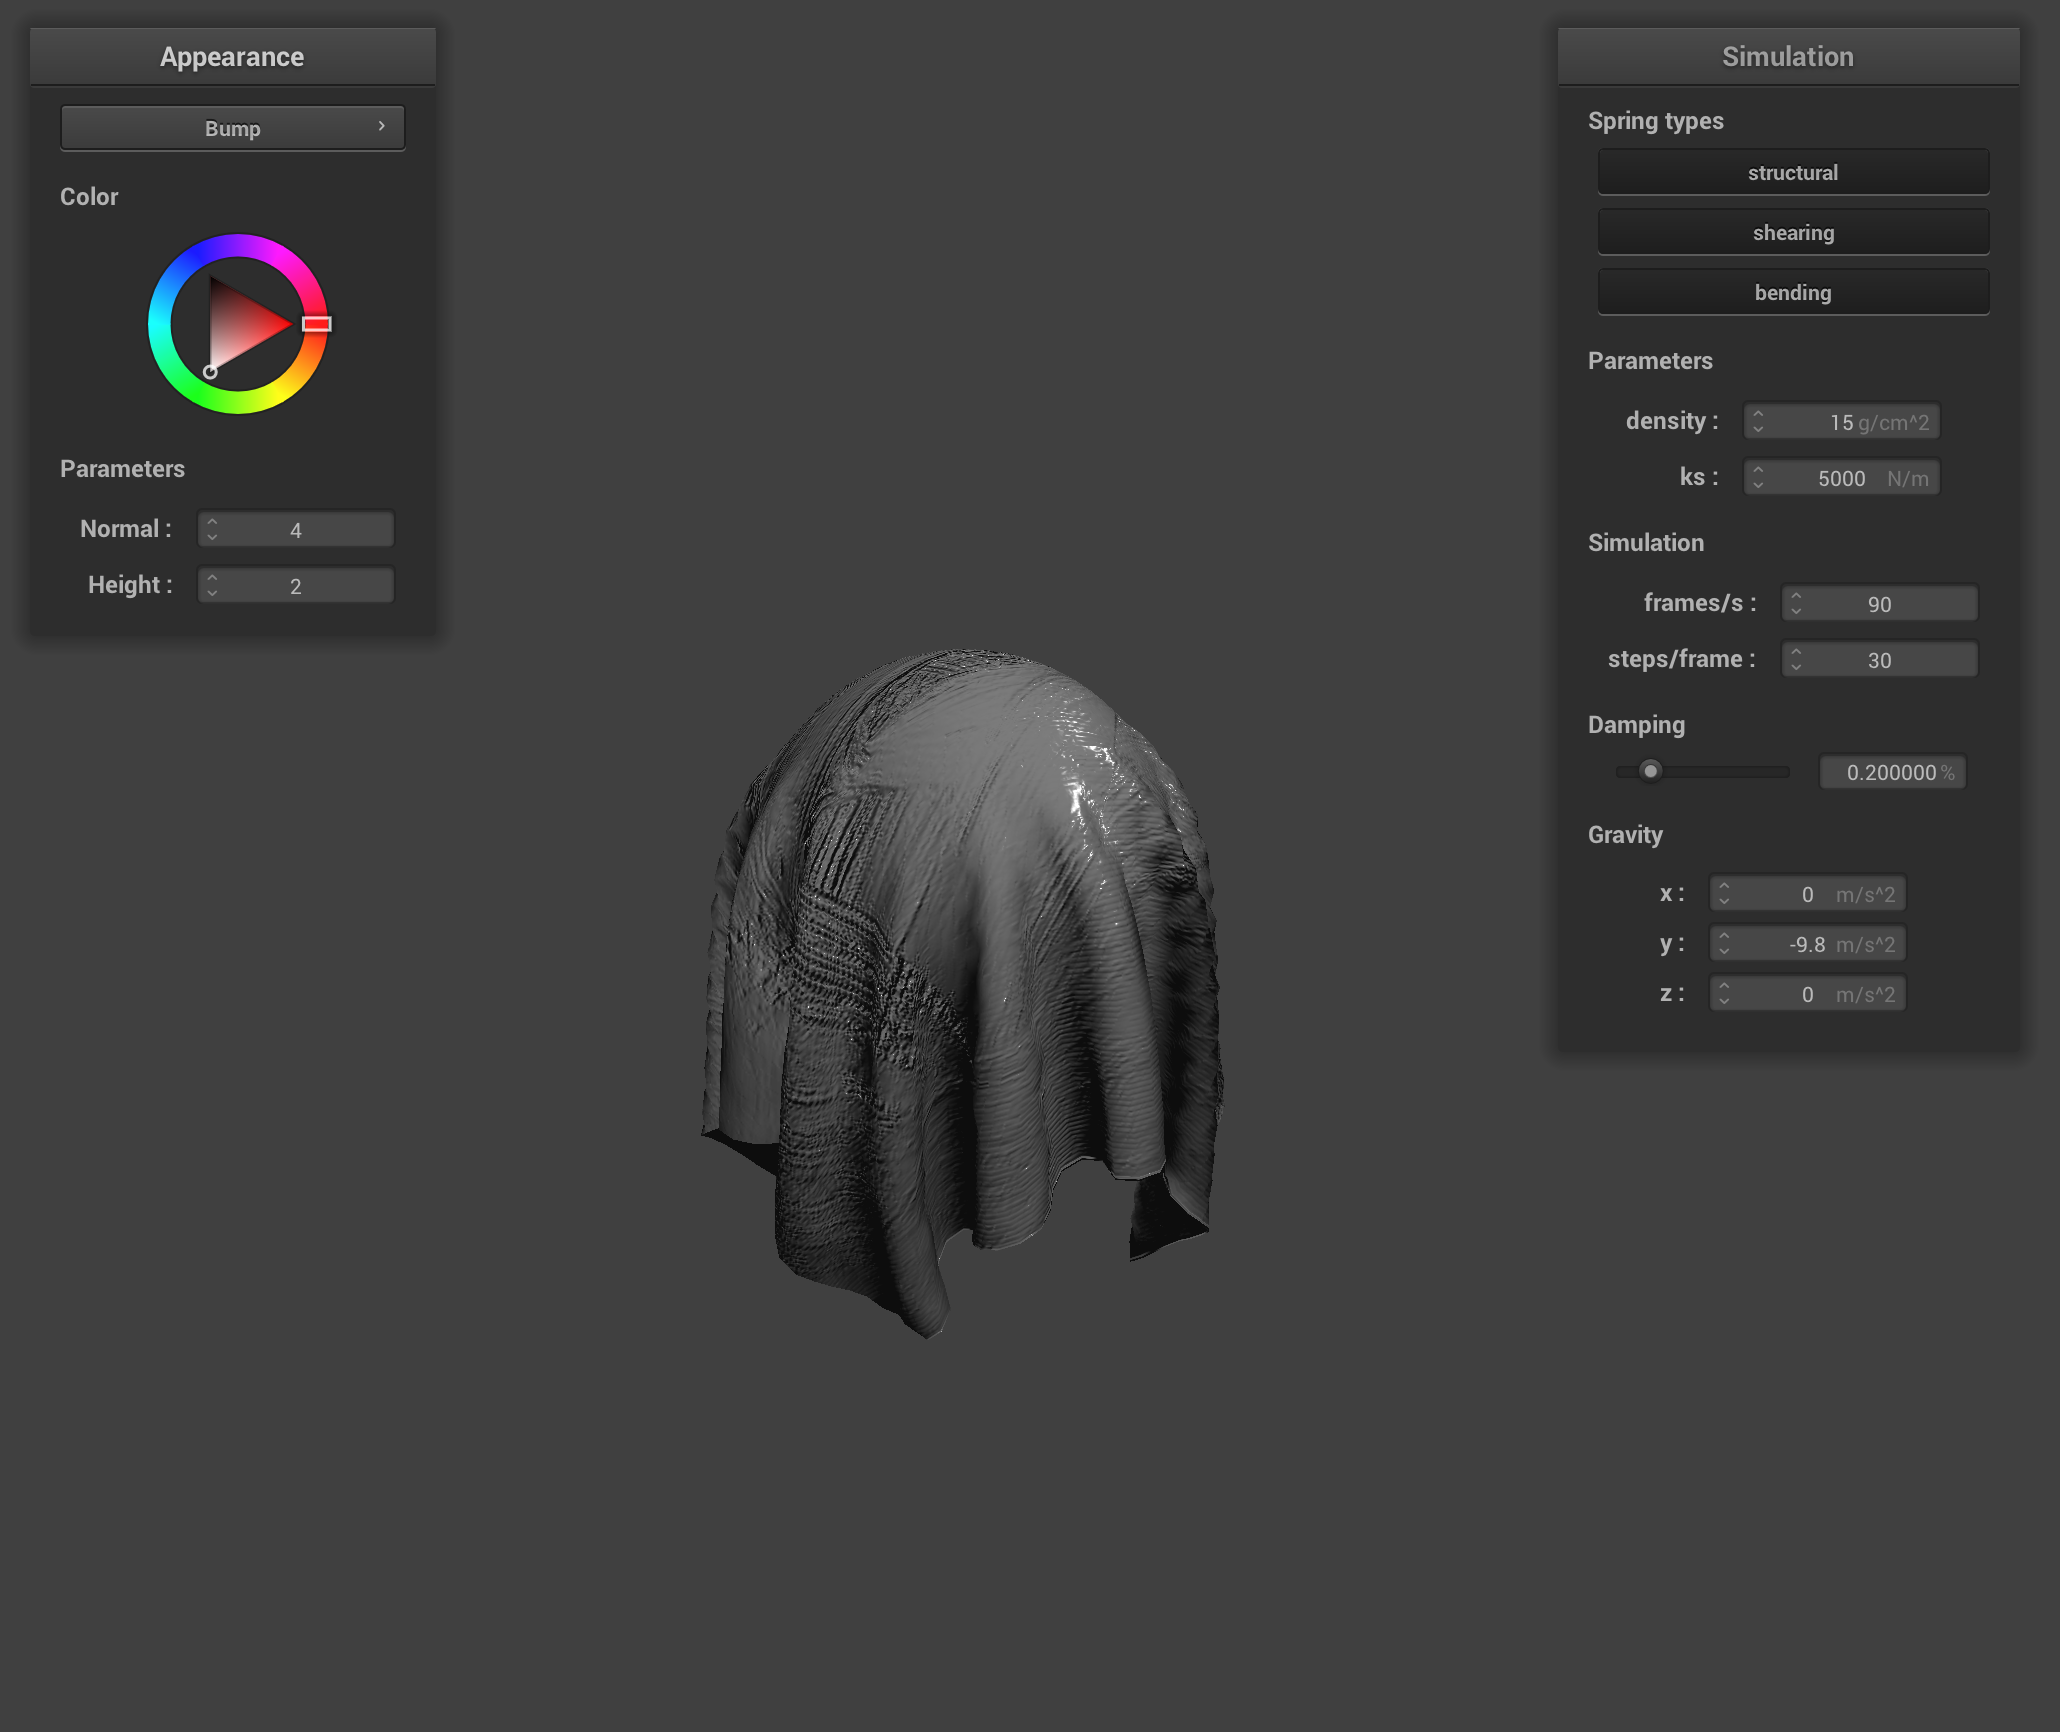 Appearance
Bump
Color
Parameters
Normal : 4
Height : 2
Simulation
Spring types
structural
shearing
bending
Parameters
density : 15 g/cm^2
ks : 5000 N/m
Simulation
frames/s : 90
steps/frame : 30
Damping
0.200000 %
Gravity
x : 0 m/s^2
y : -9.8 m/s^2
z : 0 m/s^2